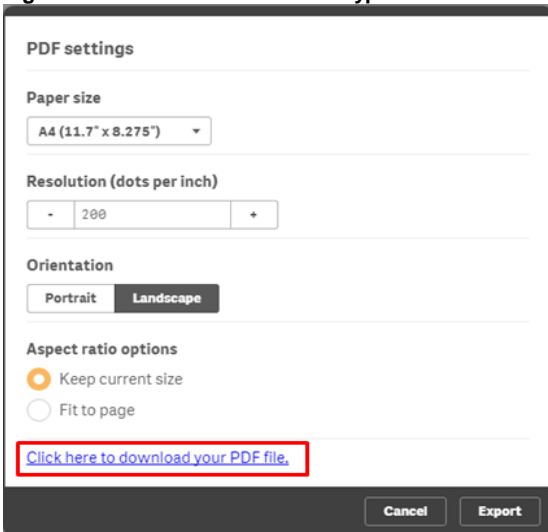 PDF settings
Paper size
A4 (11.7" x 8.275")
Resolution (dots per inch)
- 200 +
Orientation
Portrait Landscape
Aspect ratio options
Keep current size
Fit to page
Click here to download your PDF file.
Cancel Export